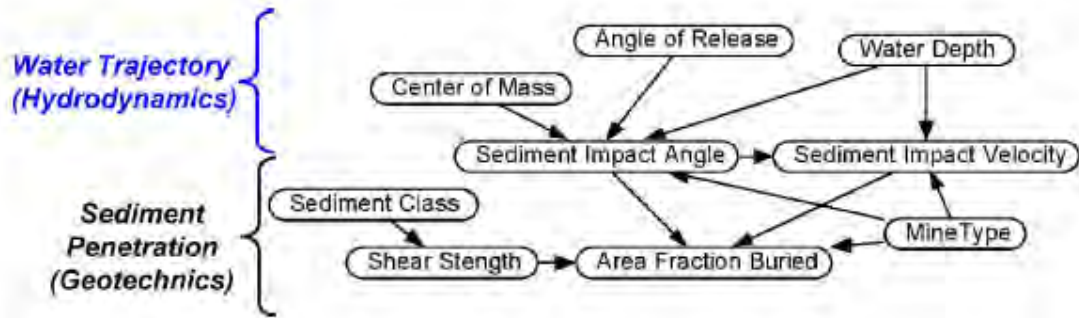 Water Trajectory
(Hydrodynamics)
Angle of Release
Water Depth
Center of Mass
Sediment Impact Angle
Sediment Impact Velocity
Sediment
Penetration
(Geotechnics)
Sediment Class
MineType
Shear Stength
Area Fraction Buried